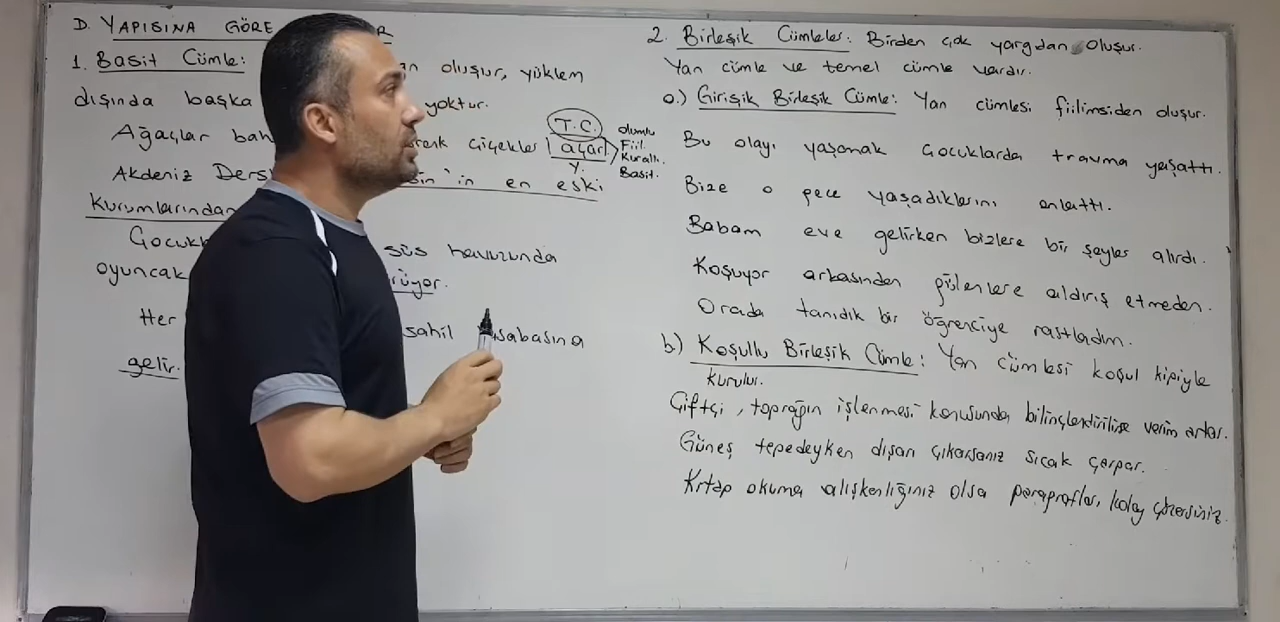 D. YAPISINA GÖRE R
1. Basit Cümle: oluşur, yüklem
dışında başka yoktur.
Ağaçlar çiçekler açar
T.C.
Y.
olumlu
Fiil.
Kurallı.
Basit.
Akdeniz in'in en eski
Kurumlarından
süs havuzunda
oyuncak
Her sahil
gelir.
2. Birleşik Cümleler: Birden çok yargıdan oluşur.
Yan cümle ve temel cümle vardır.
a.) Girişik Birleşik Cümle: Yan cümlesi fiilimsiden oluşur.
Bu olayı yaşamak çocuklarda travma yaşattı.
Bize o gece yaşadıklarını anlattı.
Babam eve gelirken bizlere bir şeyler alırdı.
Koşuyor arkasından gülenlere aldırış etmeden.
Orada tanıdık bir öğrenciye rastladım.
b) Koşullu Birleşik Cümle: Yan cümlesi koşul kipiyle
kurulur.
Çiftçi, toprağın işlenmesi konusunda bilinçlendirilirse verim artar.
Güneş tepedeyken dışarı çıkarsanız sıcak çarpar.
Kitap okuma alışkanlığınız olsa paragrafları kolay çözersiniz.